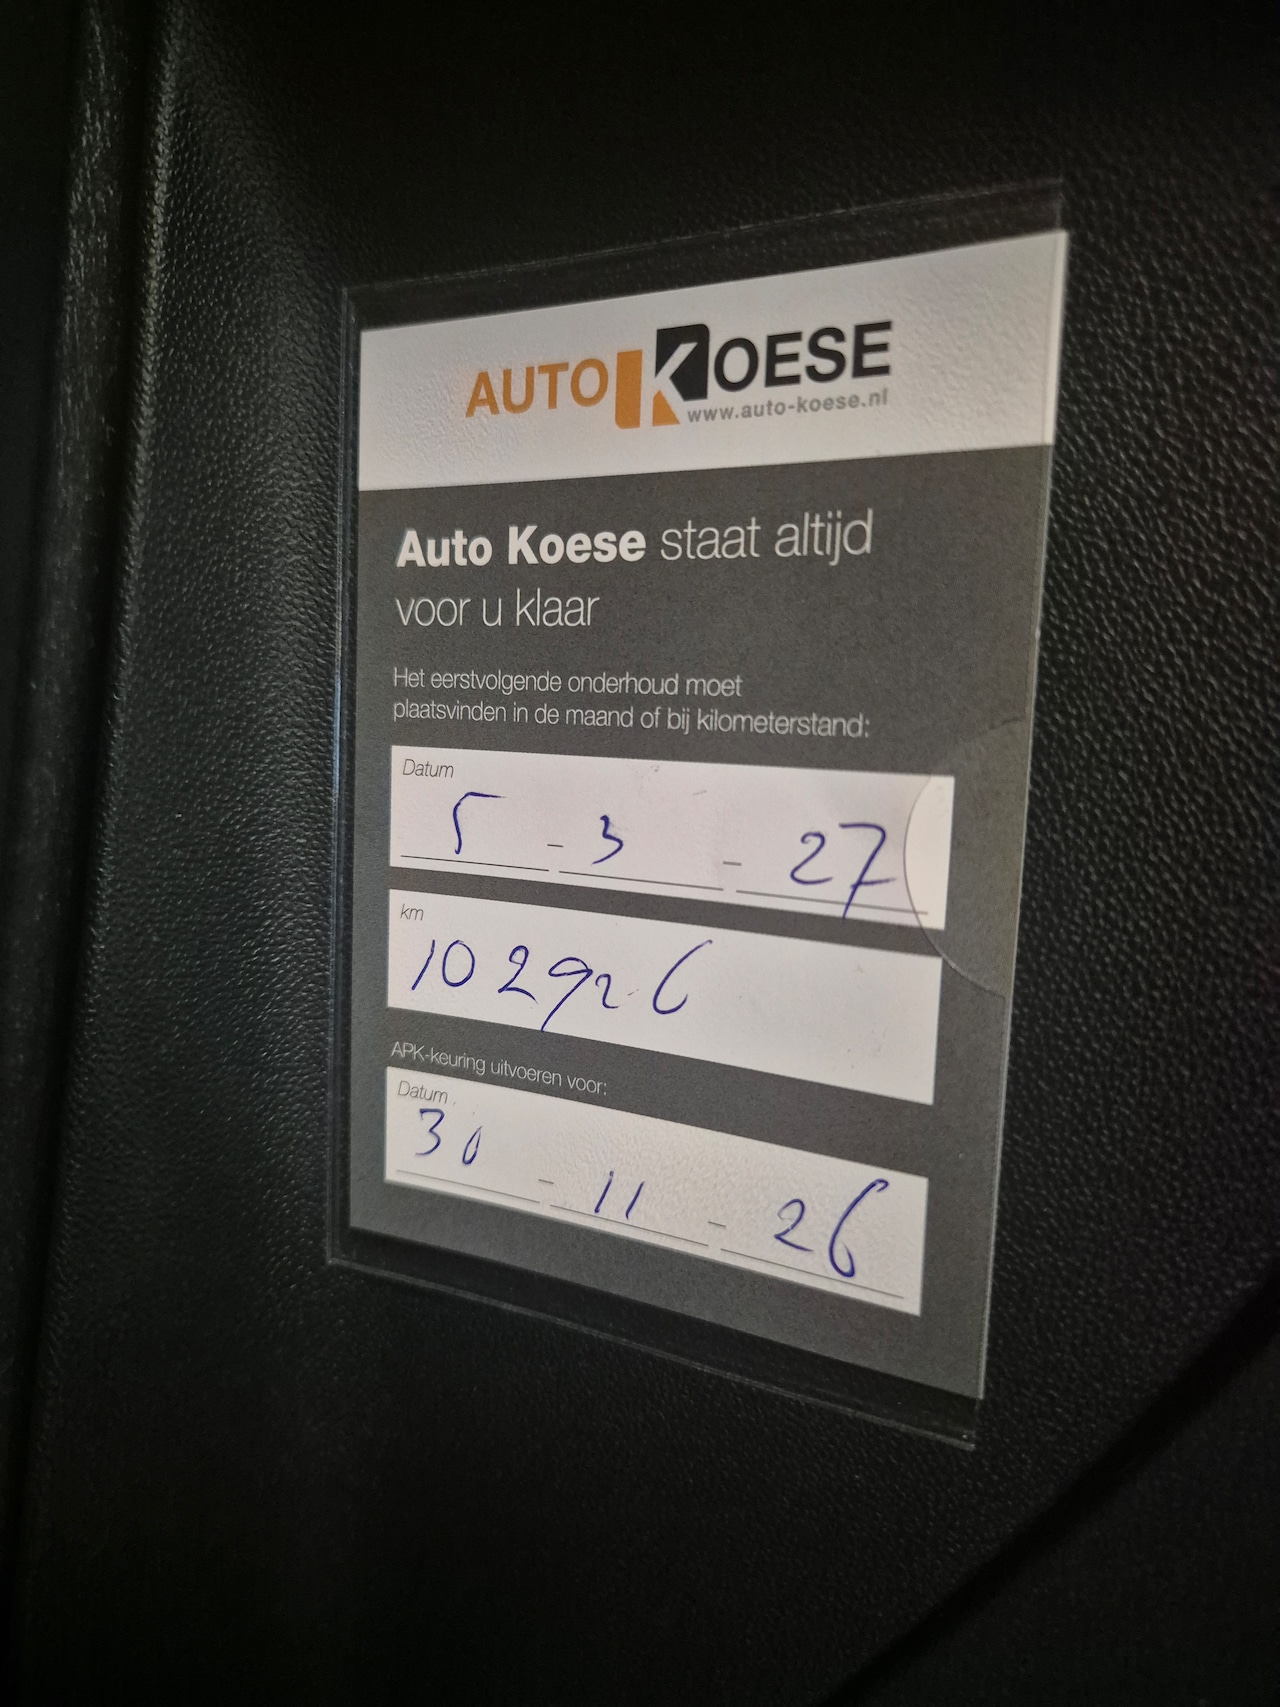 AUTO KOESE
www.auto-koese.nl
Auto Koese staat altijd
voor u klaar
Het eerstvolgende onderhoud moet
plaatsvinden in de maand of bij kilometerstand:
Datum
5 - 3 - 27
km
102926
APK-keuring uitvoeren voor:
Datum
30 - 11 - 26